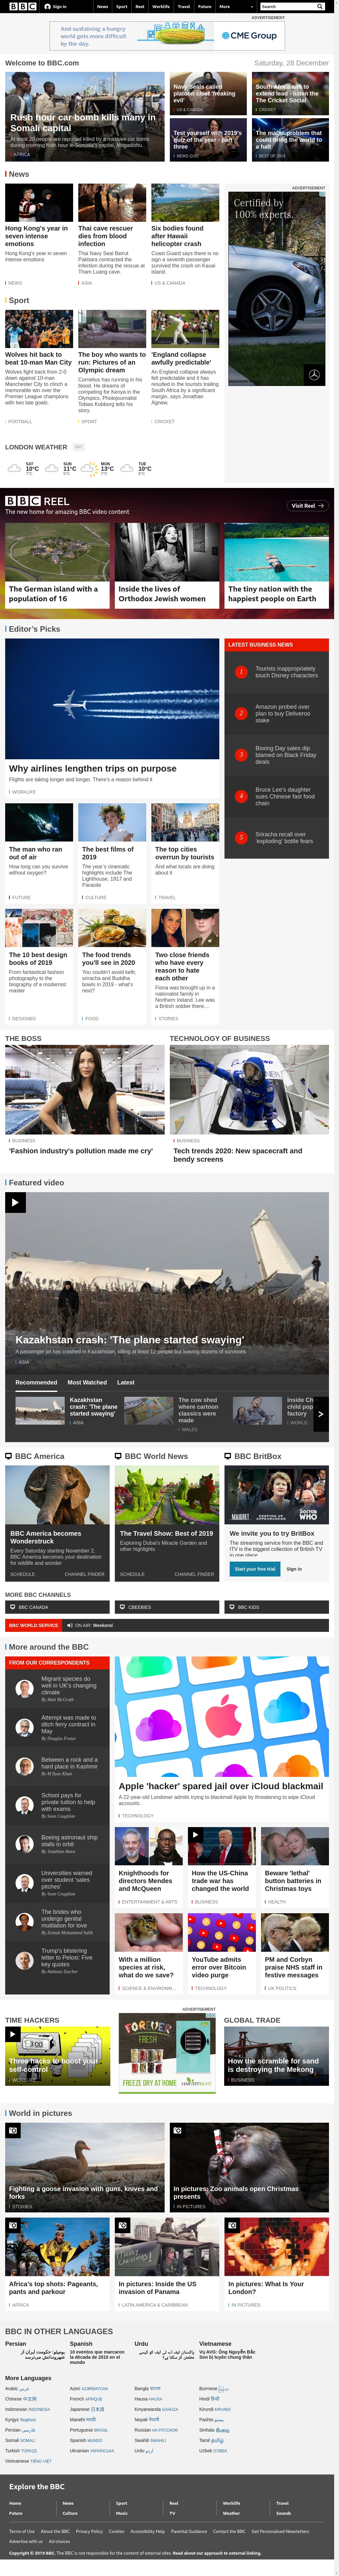 BBC
Sign in
News
Sport
Reel
Worklife
Travel
Future
More
Search
ADVERTISEMENT
And sustaining a hungry
world gets more difficult
by the day.
CME Group
Welcome to BBC.com
Saturday, 28 December
Rush hour car bomb kills many in
Somali capital
At least 20 people are reported killed by a massive car bomb
during morning rush hour in Somalia's capital, Mogadishu.
AFRICA
Navy Seals called
platoon chief 'freaking
evil'
US & CANADA
South Africa aim to
extend lead - listen the
The Cricket Social
CRICKET
Test yourself with 2019's
quiz of the year - part
three
NEWS QUIZ
The maths problem that
could bring the world to
a halt
BEST OF 2019
News
Hong Kong's year in
seven intense
emotions
Hong Kong's year in seven
intense emotions
NEWS
Thai cave rescuer
dies from blood
infection
Thai Navy Seal Beirut
Pakbara contracted the
infection during the rescue at
Tham Luang cave.
ASIA
Six bodies found
after Hawaii
helicopter crash
Coast Guard says there is no
sign a seventh passenger
survived the crash on Kauai
island.
US & CANADA
ADVERTISEMENT
Certified by
100% experts.
Sport
Wolves hit back to
beat 10-man Man City
Wolves fight back from 2-0
down against 10-man
Manchester City to clinch a
memorable win over the
Premier League champions
with two late goals.
FOOTBALL
The boy who wants to
run: Pictures of an
Olympic dream
Cornelius has running in his
blood. He dreams of
competing for Kenya in the
Olympics. Photojournalist
Tobias Kobborg tells his
story.
SPORT
'England collapse
awfully predictable'
An England collapse always
felt predictable and it has
resulted in the tourists trailing
South Africa by a significant
margin, says Jonathan
Agnew.
CRICKET
LONDON WEATHER
EDIT
SAT
10°C
7°C
SUN
11°C
5°C
MON
13°C
7°C
TUE
10°C
6°C
BBC REEL
The new home for amazing BBC video content
Visit Reel
The German island with a
population of 16
Inside the lives of
Orthodox Jewish women
The tiny nation with the
happiest people on Earth
Editor's Picks
Why airlines lengthen trips on purpose
Flights are taking longer and longer. There's a reason behind it
WORKLIFE
LATEST BUSINESS NEWS
1
Tourists inappropriately
touch Disney characters
2
Amazon probed over
plan to buy Deliveroo
stake
3
Boxing Day sales dip
blamed on Black Friday
deals
4
Bruce Lee's daughter
sues Chinese fast food
chain
5
Sriracha recall over
'exploding' bottle fears
The man who ran
out of air
How long can you survive
without oxygen?
FUTURE
The best films of
2019
The year's cinematic
highlights include The
Lighthouse, 1917 and
Parasite
CULTURE
The top cities
overrun by tourists
And what locals are doing
about it
TRAVEL
The 10 best design
books of 2019
From fantastical fashion
photography to the
biography of a modernist
master
DESIGNED
The food trends
you'll see in 2020
You couldn't avoid kefir,
sriracha and Buddha
bowls in 2019 - what's
next?
FOOD
Two close friends
who have every
reason to hate
each other
Fiona was brought up in a
nationalist family in
Northern Ireland. Lee was
a British soldier there....
STORIES
THE BOSS
BUSINESS
'Fashion industry's pollution made me cry'
TECHNOLOGY OF BUSINESS
BUSINESS
Tech trends 2020: New spacecraft and
bendy screens
Featured video
Kazakhstan crash: 'The plane started swaying'
A passenger jet has crashed in Kazakhstan, killing at least 12 people but leaving dozens of survivors.
ASIA
Recommended
Most Watched
Latest
Kazakhstan
crash: 'The plane
started swaying'
ASIA
The cow shed
where cartoon
classics were
made
WALES
Inside Ch
child pop
factory
WORLD
BBC America
BBC America becomes
Wonderstruck
Every Saturday starting November 2,
BBC America becomes your destination
for wildlife and wonder
SCHEDULE
CHANNEL FINDER
BBC World News
The Travel Show: Best of 2019
Exploring Dubai's Miracle Garden and
other highlights
SCHEDULE
CHANNEL FINDER
BBC BritBox
MAIGRET
KEEPING UP
APPEARANCES
DOCTOR
WHO
We invite you to try BritBox
The streaming service from the BBC and
ITV is the biggest collection of British TV
in one place
Start your free trial
Sign in
MORE BBC CHANNELS
BBC CANADA
CBEEBIES
BBC KIDS
BBC WORLD SERVICE
ON AIR: Weekend
More around the BBC
FROM OUR CORRESPONDENTS
Migrant species do
well in UK's changing
climate
By Matt McGrath
Attempt was made to
ditch ferry contract in
May
By Douglas Fraser
Between a rock and a
hard place in Kashmir
By M Ilyas Khan
School pays for
private tuition to help
with exams
By Sean Coughlan
Boeing astronaut ship
stalls in orbit
By Jonathan Amos
Universities warned
over student 'sales
pitches'
By Sean Coughlan
The brides who
undergo genital
mutilation for love
By Zeinab Mohammed Salih
Trump's blistering
letter to Pelosi: Five
key quotes
By Anthony Zurcher
Apple 'hacker' spared jail over iCloud blackmail
A 22-year-old Londoner admits trying to blackmail Apple by threatening to wipe iCloud
accounts.
TECHNOLOGY
Knighthoods for
directors Mendes
and McQueen
ENTERTAINMENT & ARTS
How the US-China
trade war has
changed the world
BUSINESS
Beware 'lethal'
button batteries in
Christmas toys
HEALTH
With a million
species at risk,
what do we save?
SCIENCE & ENVIRONM...
YouTube admits
error over Bitcoin
video purge
TECHNOLOGY
PM and Corbyn
praise NHS staff in
festive messages
UK POLITICS
TIME HACKERS
Three hacks to boost your
self-control
WORKLIFE
ADVERTISEMENT
FOREVER
FRESH
FREEZE DRY AT HOME
HARVESTRIGHT
GLOBAL TRADE
How the scramble for sand
is destroying the Mekong
BUSINESS
World in pictures
Fighting a goose invasion with guns, knives and
forks
STORIES
In pictures: Zoo animals open Christmas
presents
IN PICTURES
Africa's top shots: Pageants,
pants and parkour
AFRICA
In pictures: Inside the US
invasion of Panama
LATIN AMERICA & CARIBBEAN
In pictures: What Is Your
London?
IN PICTURES
BBC IN OTHER LANGUAGES
Persian
Spanish
10 eventos que marcaron
la década de 2010 en el
mundo
Urdu
Vietnamese
Vụ AVG: Ông Nguyễn Bắc
Son bị tuyên chung thân
More Languages
Arabic عربي
Azeri AZƏRBAYCAN
Bangla বাংলা
Burmese
Chinese 中文网
French AFRIQUE
Hausa HAUSA
Hindi हिन्दी
Indonesian INDONESIA
Japanese 日本語
Kinyarwanda GAHUZA
Kirundi KIRUNDI
Kyrgyz Кыргыз
Marathi मराठी
Nepali नेपाली
Pashto پښتو
Persian فارسی
Portuguese BRASIL
Russian НА РУССКОМ
Sinhala සිංහල
Somali SOMALI
Spanish MUNDO
Swahili SWAHILI
Tamil தமிழ்
Turkish TÜRKÇE
Ukrainian УКРАЇНСЬКA
Urdu اردو
Uzbek O'ZBEK
Vietnamese TIẾNG VIỆT
Explore the BBC
Home
News
Sport
Reel
Worklife
Travel
Future
Culture
Music
TV
Weather
Sounds
Terms of Use
About the BBC
Privacy Policy
Cookies
Accessibility Help
Parental Guidance
Contact the BBC
Get Personalised Newsletters
Advertise with us
Ad choices
Copyright © 2019 BBC. The BBC is not responsible for the content of external sites. Read about our approach to external linking.